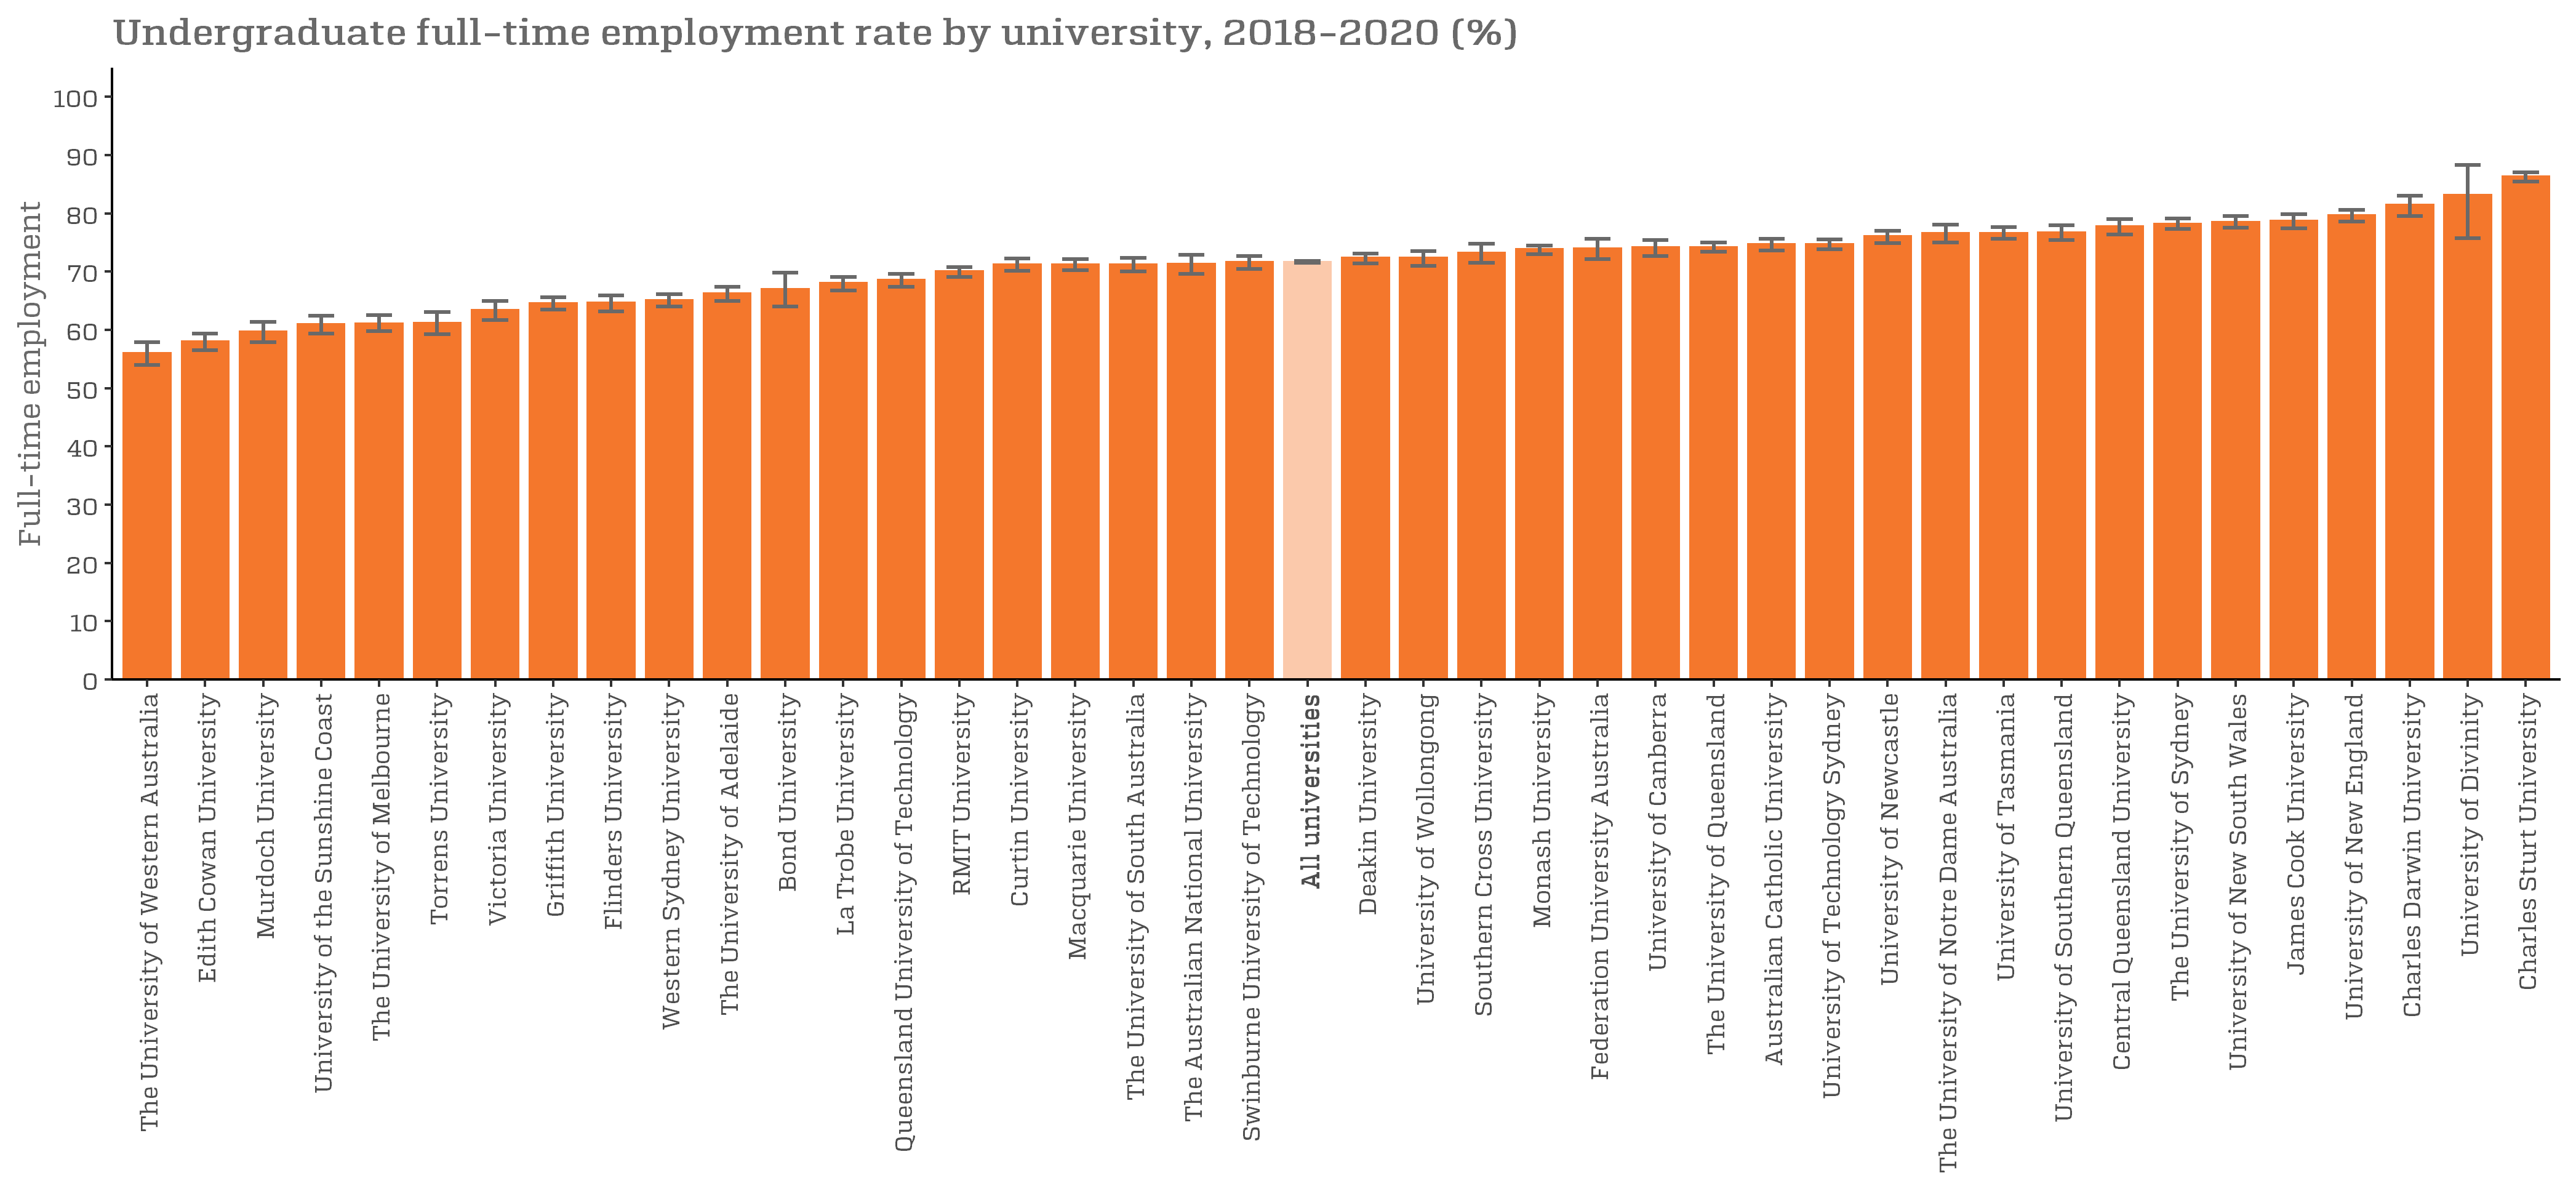 Undergraduate full-time employment rate by university, 2018-2020 (%)
Full-time employment
100
90
80
70
60
50
40
30
20
10
0
The University of Western Australia
Edith Cowan University
Murdoch University
University of the Sunshine Coast
The University of Melbourne
Torrens University
Victoria University
Griffith University
Flinders University
Western Sydney University
The University of Adelaide
Bond University
La Trobe University
Queensland University of Technology
RMIT University
Curtin University
Macquarie University
The University of South Australia
The Australian National University
Swinburne University of Technology
All universities
Deakin University
University of Wollongong
Southern Cross University
Monash University
Federation University Australia
University of Canberra
The University of Queensland
Australian Catholic University
University of Technology Sydney
University of Newcastle
The University of Notre Dame Australia
University of Tasmania
University of Southern Queensland
Central Queensland University
The University of Sydney
University of New South Wales
James Cook University
University of New England
Charles Darwin University
University of Divinity
Charles Sturt University